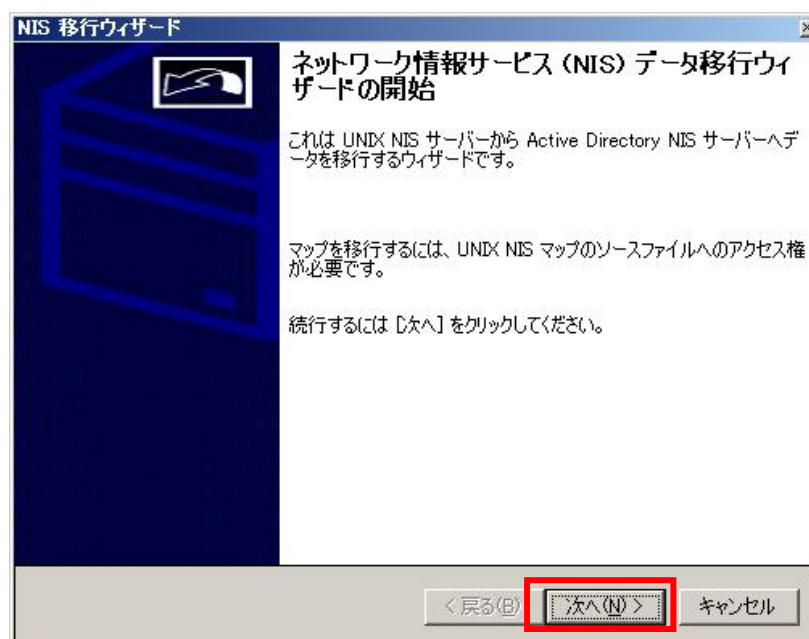 NIS 移行ウィザード
ネットワーク情報サービス (NIS) データ移行ウィ
ザードの開始
これは UNIX NIS サーバーから Active Directory NIS サーバーへデ
ータを移行するウィザードです。
マップを移行するには、UNIX NIS マップのソースファイルへのアクセス権
が必要です。
続行するには [次へ] をクリックしてください。
< 戻る(B)
次へ(N) >
キャンセル